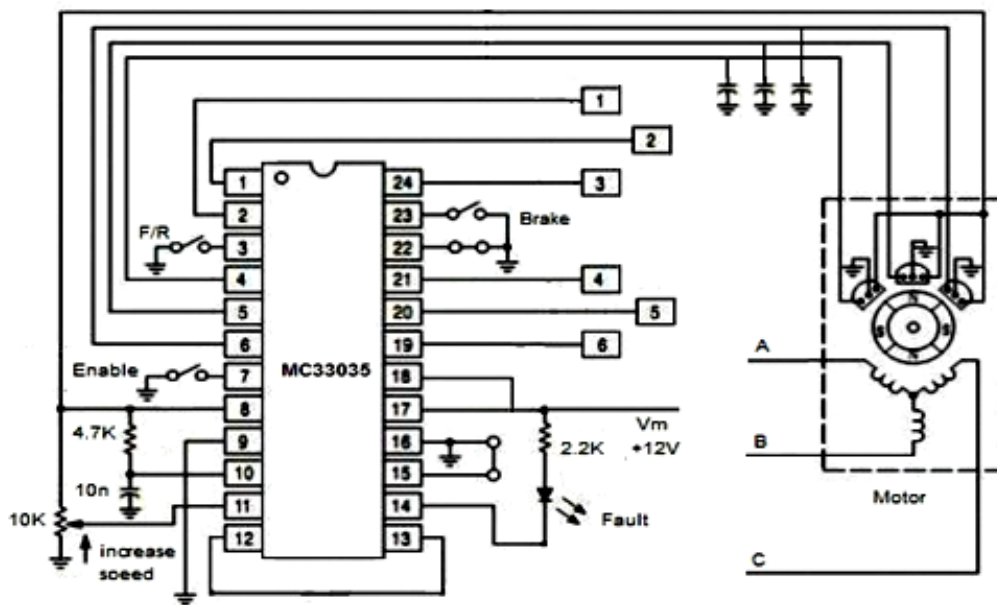 1
2
1
24
3
2
23
Brake
F/R
3
22
4
21
4
5
20
5
6
19
6
Enable
7
MC33035
18
8
17
Vm
+12V
4.7K
9
16
2.2K
10n
10
15
10K
11
14
Fault
increase
soeed
12
13
N
S
S
N
A
B
Motor
C